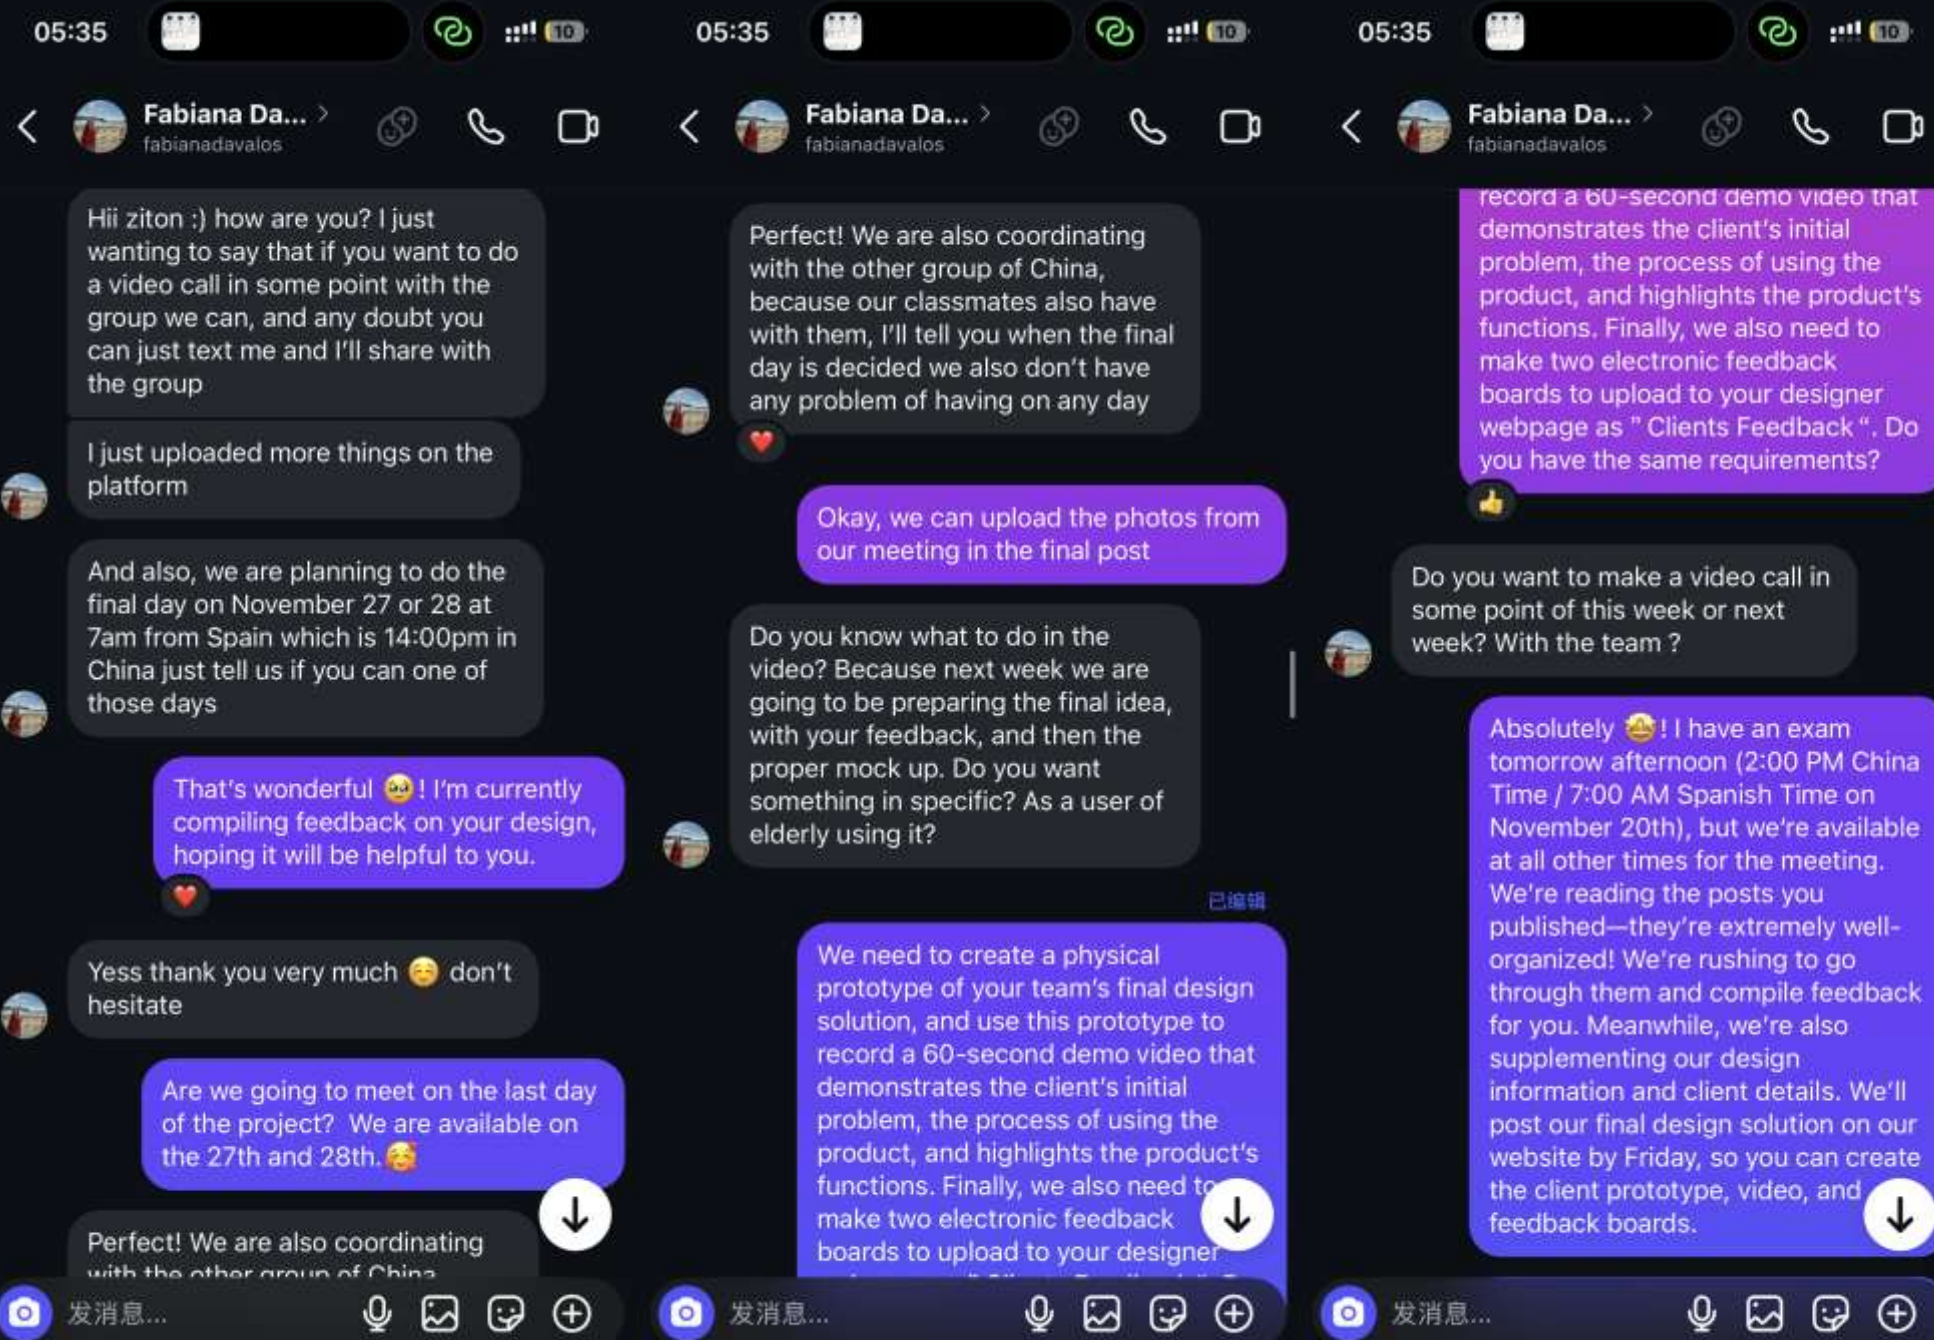 05:35
10
Fabiana Da...
fabianadavalos
Hii ziton :) how are you? I just
wanting to say that if you want to do
a video call in some point with the
group we can, and any doubt you
can just text me and I'll share with
the group
I just uploaded more things on the
platform
And also, we are planning to do the
final day on November 27 or 28 at
7am from Spain which is 14:00pm in
China just tell us if you can one of
those days
That's wonderful 🥹! I'm currently
compiling feedback on your design,
hoping it will be helpful to you.
Yess thank you very much ☺️ don't
hesitate
Are we going to meet on the last day
of the project? We are available on
the 27th and 28th.🥰
Perfect! We are also coordinating
with the other group of China
发消息...
05:35
10
Fabiana Da...
fabianadavalos
Perfect! We are also coordinating
with the other group of China,
because our classmates also have
with them, I'll tell you when the final
day is decided we also don't have
any problem of having on any day
Okay, we can upload the photos from
our meeting in the final post
Do you know what to do in the
video? Because next week we are
going to be preparing the final idea,
with your feedback, and then the
proper mock up. Do you want
something in specific? As a user of
elderly using it?
已编辑
We need to create a physical
prototype of your team's final design
solution, and use this prototype to
record a 60-second demo video that
demonstrates the client's initial
problem, the process of using the
product, and highlights the product's
functions. Finally, we also need to
make two electronic feedback
boards to upload to your designer
发消息...
05:35
10
Fabiana Da...
fabianadavalos
record a 60-second demo video that
demonstrates the client's initial
problem, the process of using the
product, and highlights the product's
functions. Finally, we also need to
make two electronic feedback
boards to upload to your designer
webpage as " Clients Feedback “. Do
you have the same requirements?
Do you want to make a video call in
some point of this week or next
week? With the team ?
Absolutely 🤩! I have an exam
tomorrow afternoon (2:00 PM China
Time / 7:00 AM Spanish Time on
November 20th), but we're available
at all other times for the meeting.
We're reading the posts you
published—they're extremely well-
organized! We're rushing to go
through them and compile feedback
for you. Meanwhile, we're also
supplementing our design
information and client details. We'll
post our final design solution on our
website by Friday, so you can create
the client prototype, video, and
feedback boards.
发消息...